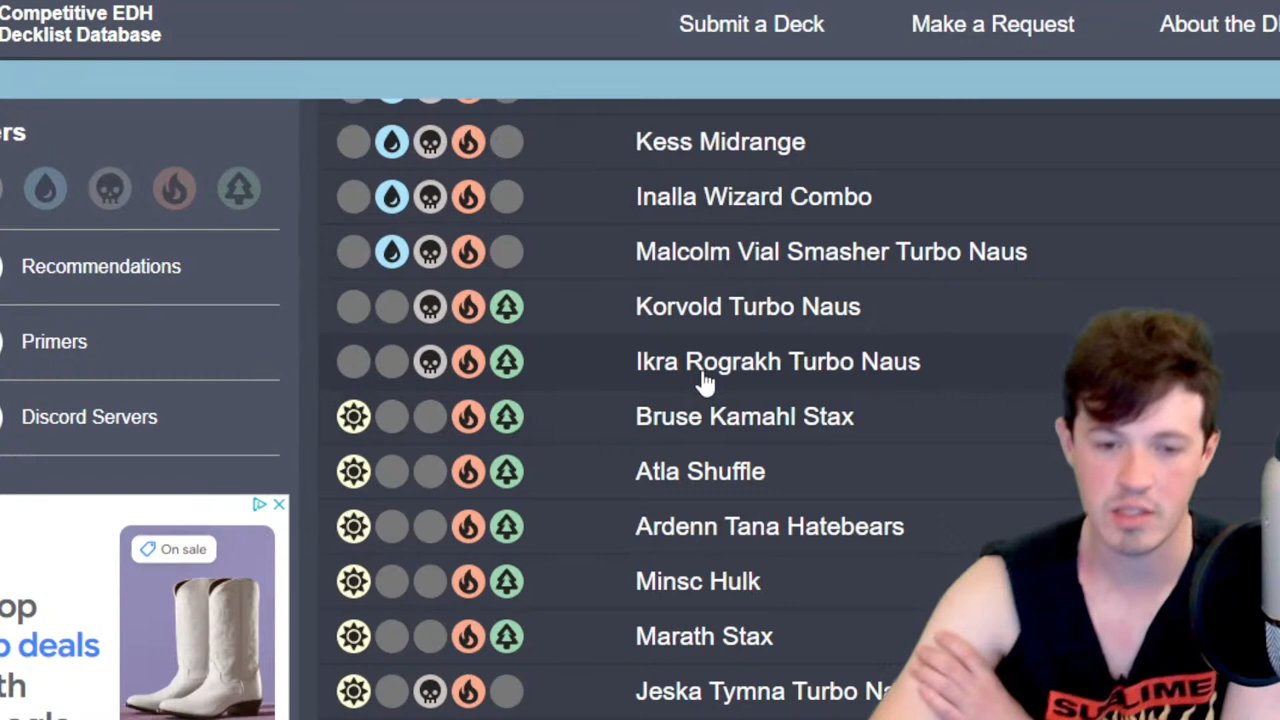 Competitive EDH
Decklist Database
Submit a Deck
Make a Request
About the
Kess Midrange
Inalla Wizard Combo
Recommendations
Malcolm Vial Smasher Turbo Naus
Korvold Turbo Naus
Primers
Ikra Rograkh Turbo Naus
Discord Servers
Bruse Kamahl Stax
Atla Shuffle
Ardenn Tana Hatebears
On sale
Minsc Hulk
deals
Marath Stax
Jeska Tymna Turbo
SUBLIME